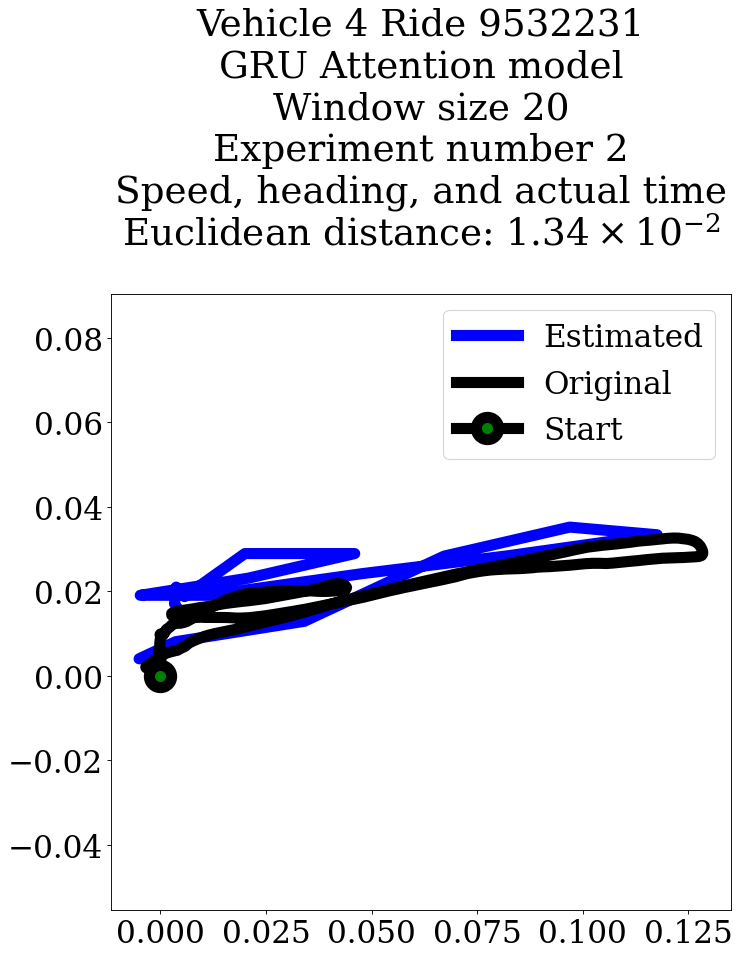 Vehicle 4 Ride 9532231
GRU Attention model
Window size 20
Experiment number 2
Speed, heading, and actual time
Euclidean distance: 1.34 × 10⁻²
Estimated
Original
Start
0.08
0.06
0.04
0.02
0.00
−0.02
−0.04
0.000 0.025 0.050 0.075 0.100 0.125